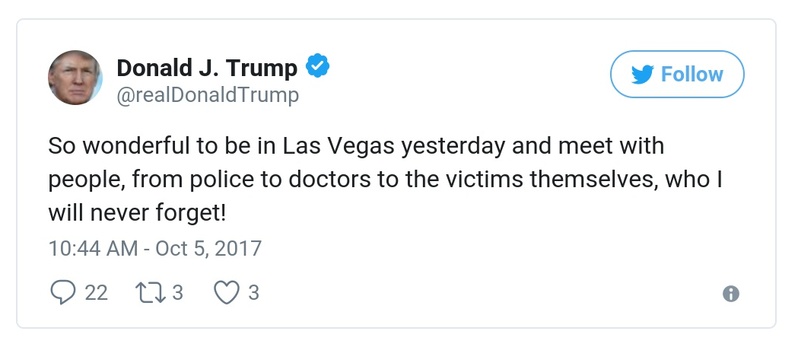 Donald J. Trump
Follow
@realDonaldTrump
So wonderful to be in Las Vegas yesterday and meet with
people, from police to doctors to the victims themselves, who I
will never forget!
10:44 AM - Oct 5, 2017
22 3 3